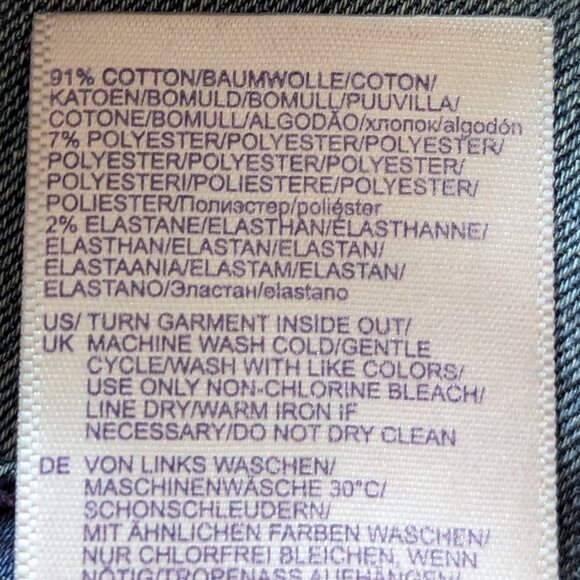 91% COTTON/BAUMWOLLE/COTON/
KATOEN/BOMULD/BOMULL/PUUVILLA/
COTONE/BOMULL/ALGODÃO/хлопок/algodón
7% POLYESTER/POLYESTER/POLYESTER/
POLYESTER/POLYESTER/POLYESTER/
POLYESTERI/POLIESTERE/POLYESTER/
POLIESTER/Полиэстер/poliéster
2% ELASTANE/ELASTHAN/ÉLASTHANNE/
ELASTHAN/ELASTAN/ELASTAN/
ELASTAANIA/ELASTAM/ELASTAN/
ELASTANO/Эластан/elastano
US/ TURN GARMENT INSIDE OUT/
UK MACHINE WASH COLD/GENTLE
CYCLE/WASH WITH LIKE COLORS/
USE ONLY NON-CHLORINE BLEACH/
LINE DRY/WARM IRON IF
NECESSARY/DO NOT DRY CLEAN
DE VON LINKS WASCHEN/
MASCHINENWÄSCHE 30°C/
SCHONSCHLEUDERN/
MIT ÄHNLICHEN FARBEN WASCHEN/
NUR CHLORFREI BLEICHEN, WENN
NÖTIG/TROPFNASS AUFHÄNGEN